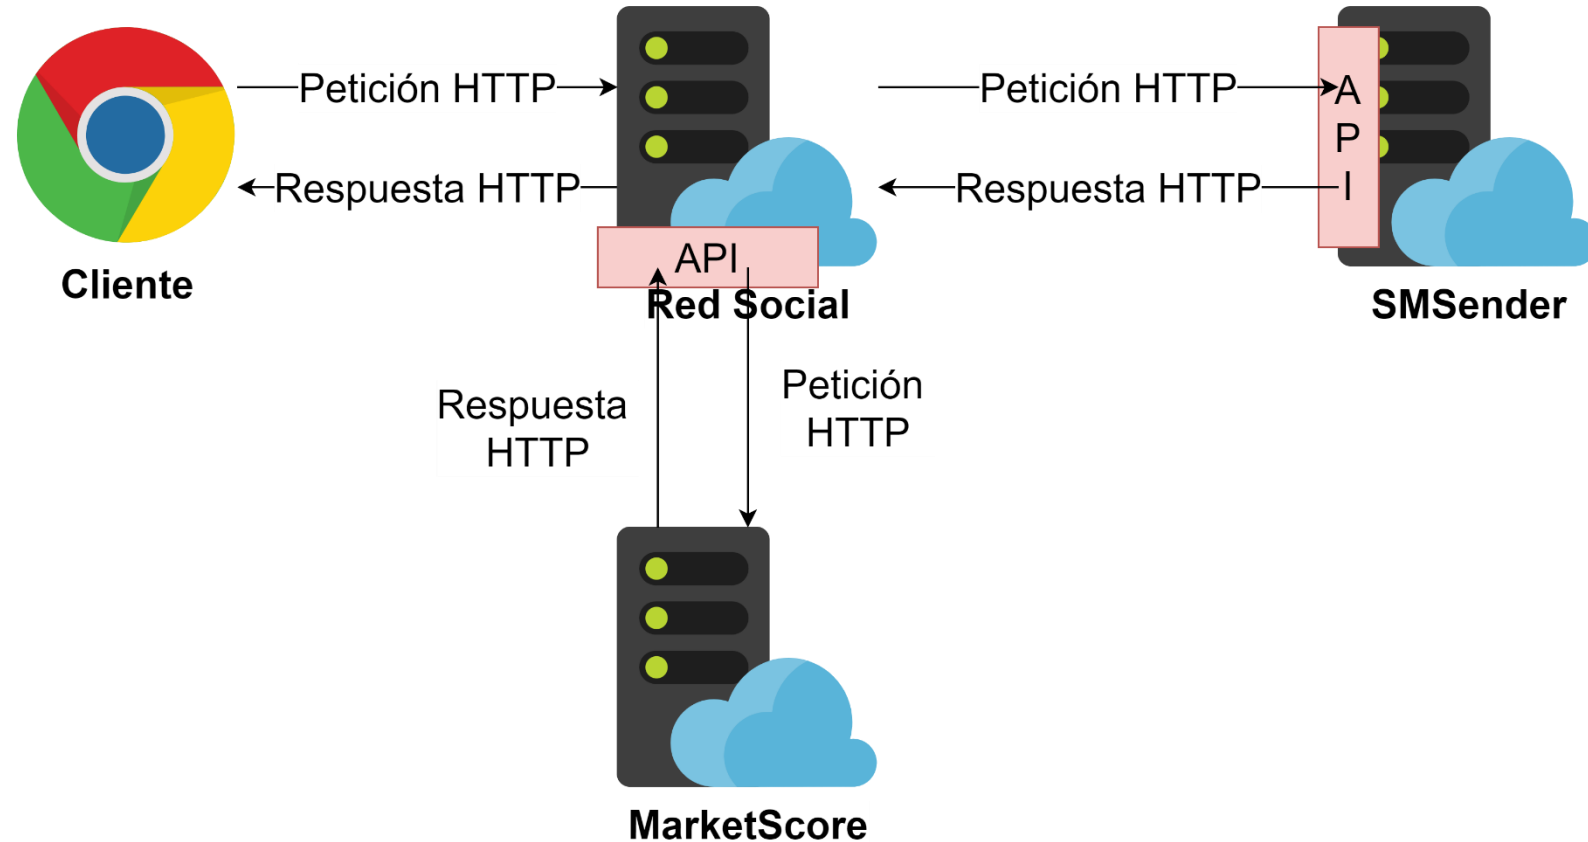 Petición HTTP
Petición HTTP
A
P
I
Respuesta HTTP
Respuesta HTTP
API
Cliente
Red Social
SMSender
Respuesta
HTTP
Petición
HTTP
MarketScore